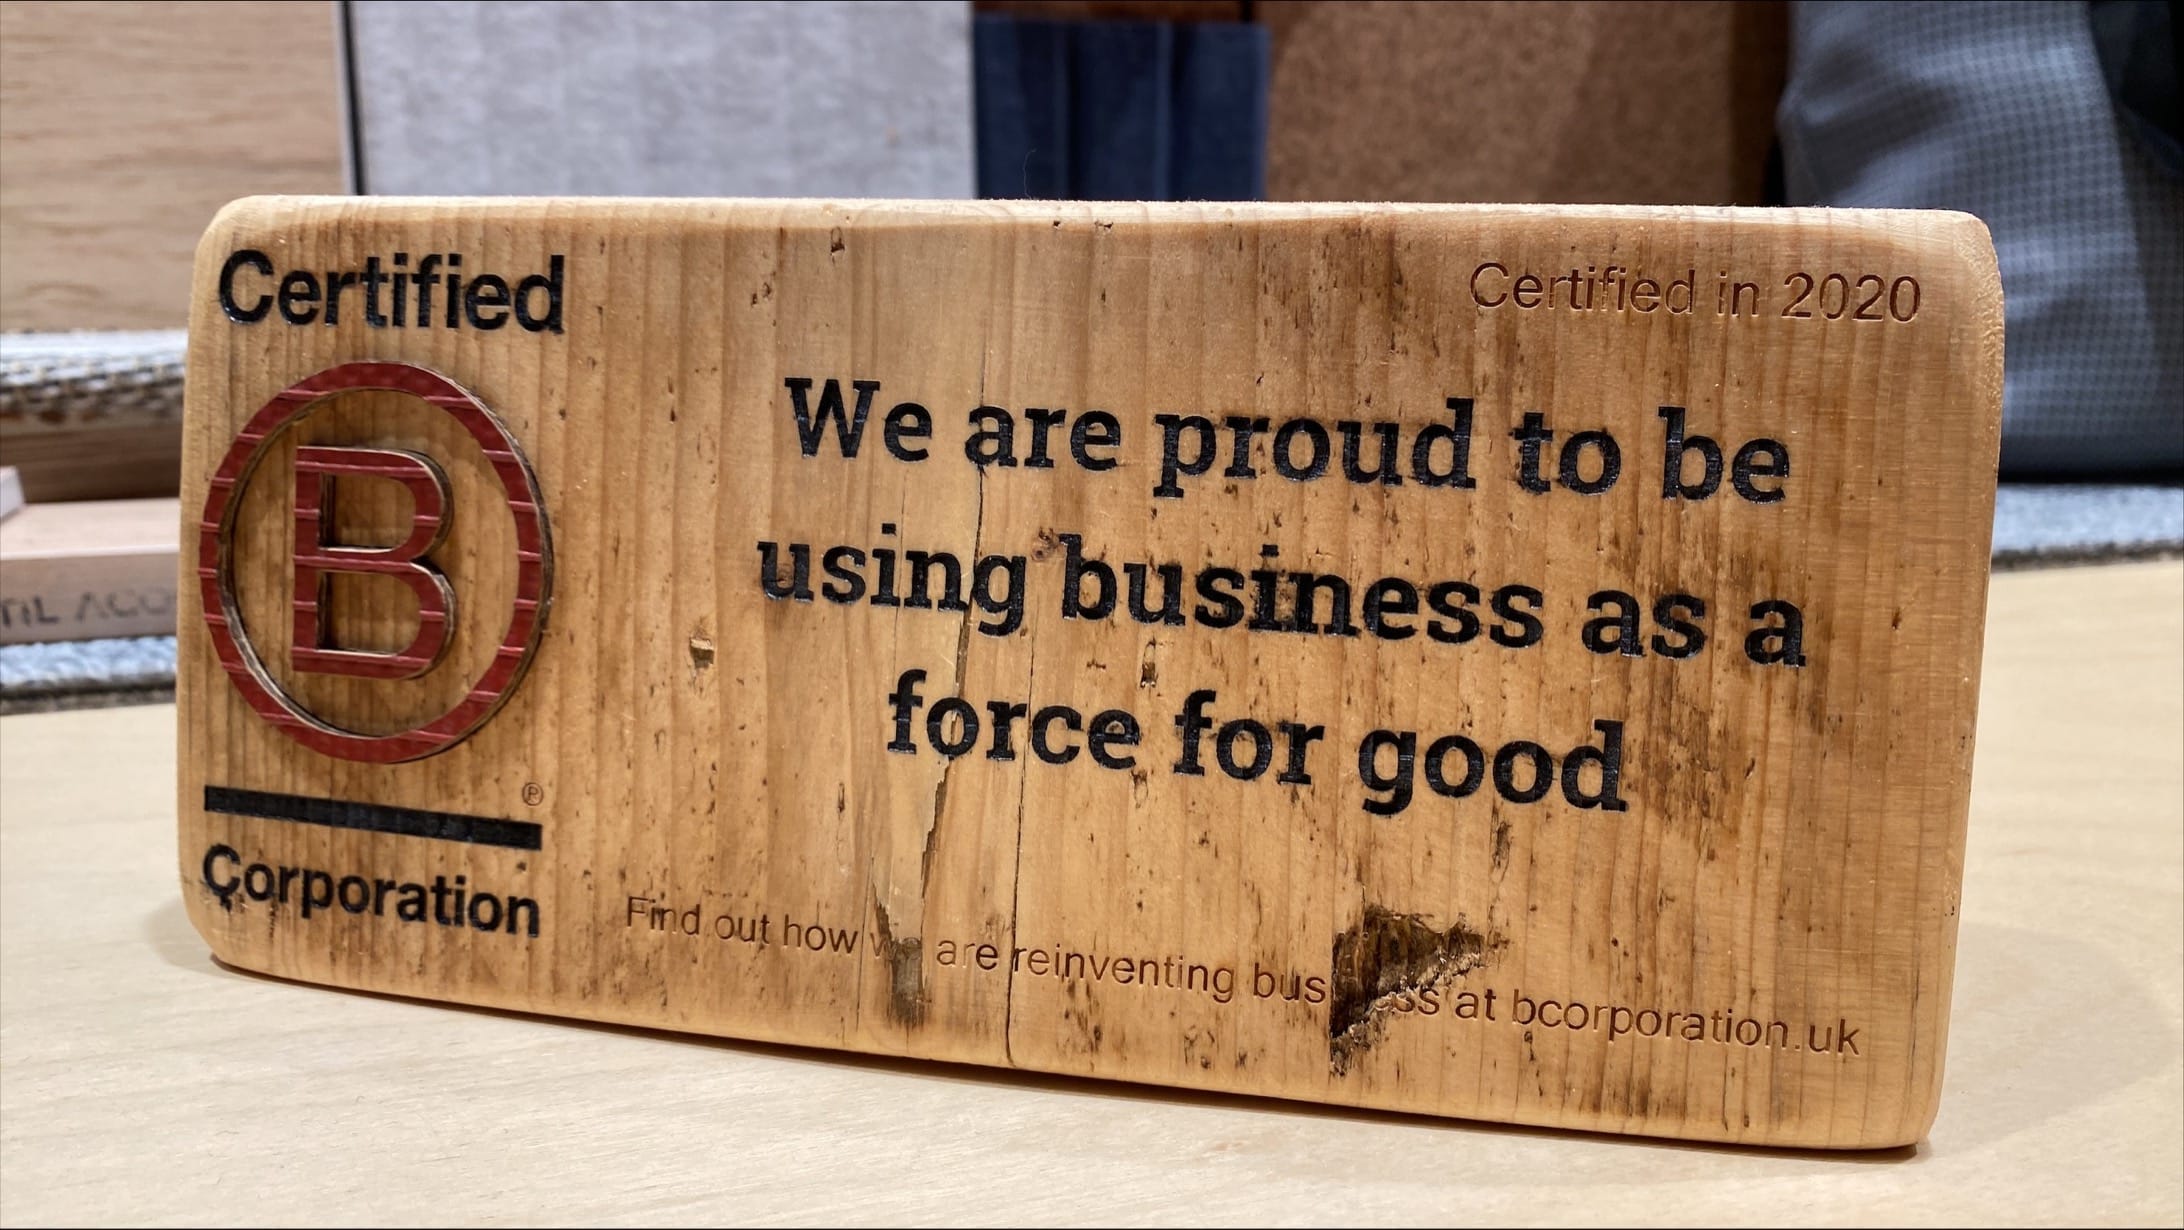 Certified
B
®
Corporation
Certified in 2020
We are proud to be
using business as a
force for good
Find out how are reinventing at bcorporation.uk